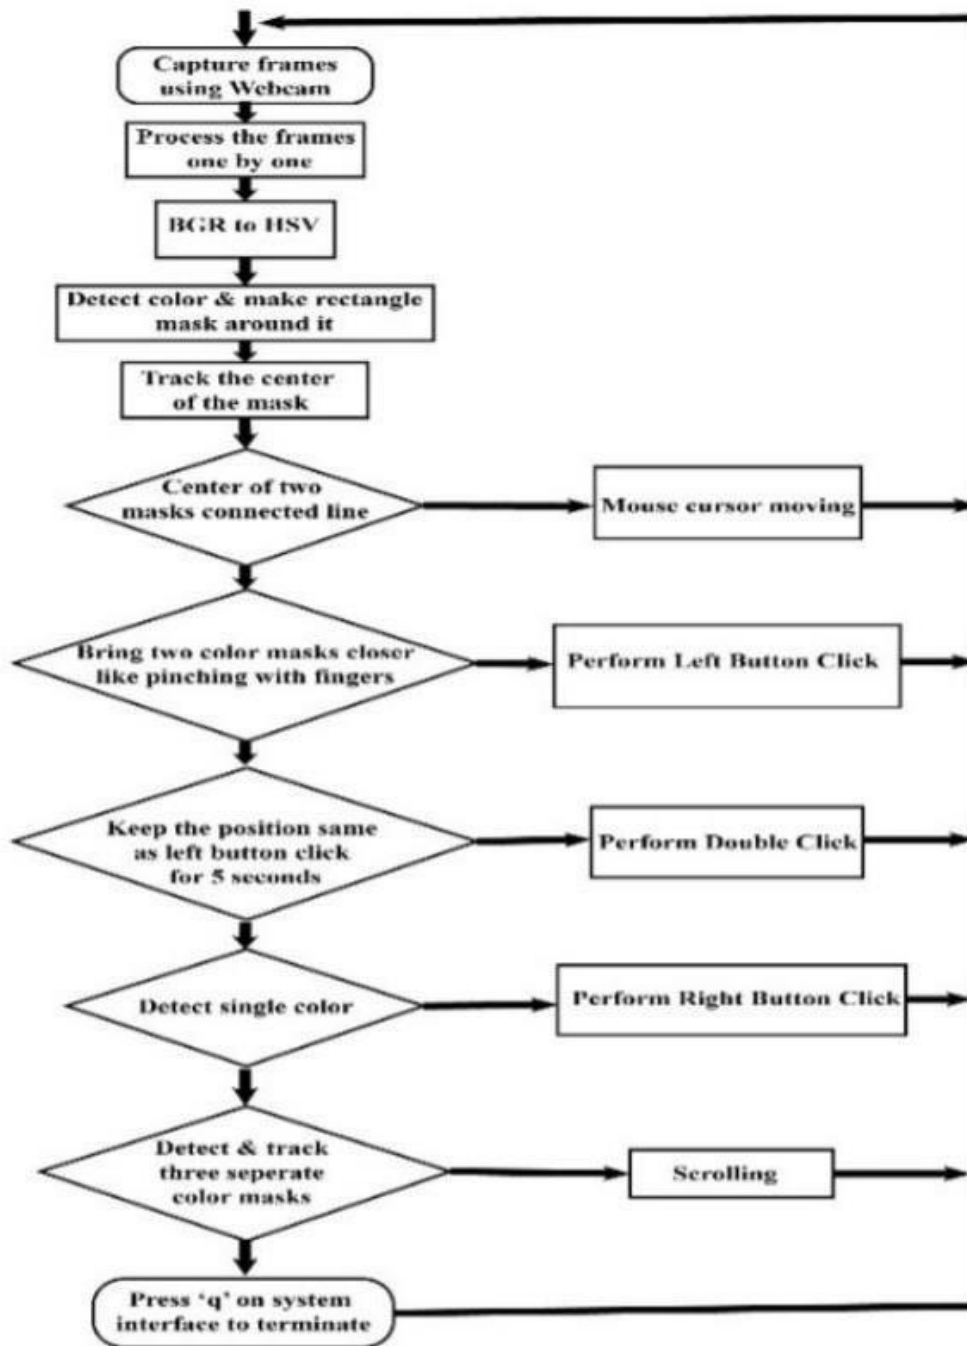 Capture frames
using Webcam
Process the frames
one by one
BGR to HSV
Detect color & make rectangle
mask around it
Track the center
of the mask
Center of two
masks connected line
Mouse cursor moving
Bring two color masks closer
like pinching with fingers
Perform Left Button Click
Keep the position same
as left button click
for 5 seconds
Perform Double Click
Detect single color
Perform Right Button Click
Detect & track
three seperate
color masks
Scrolling
Press ‘q’ on system
interface to terminate